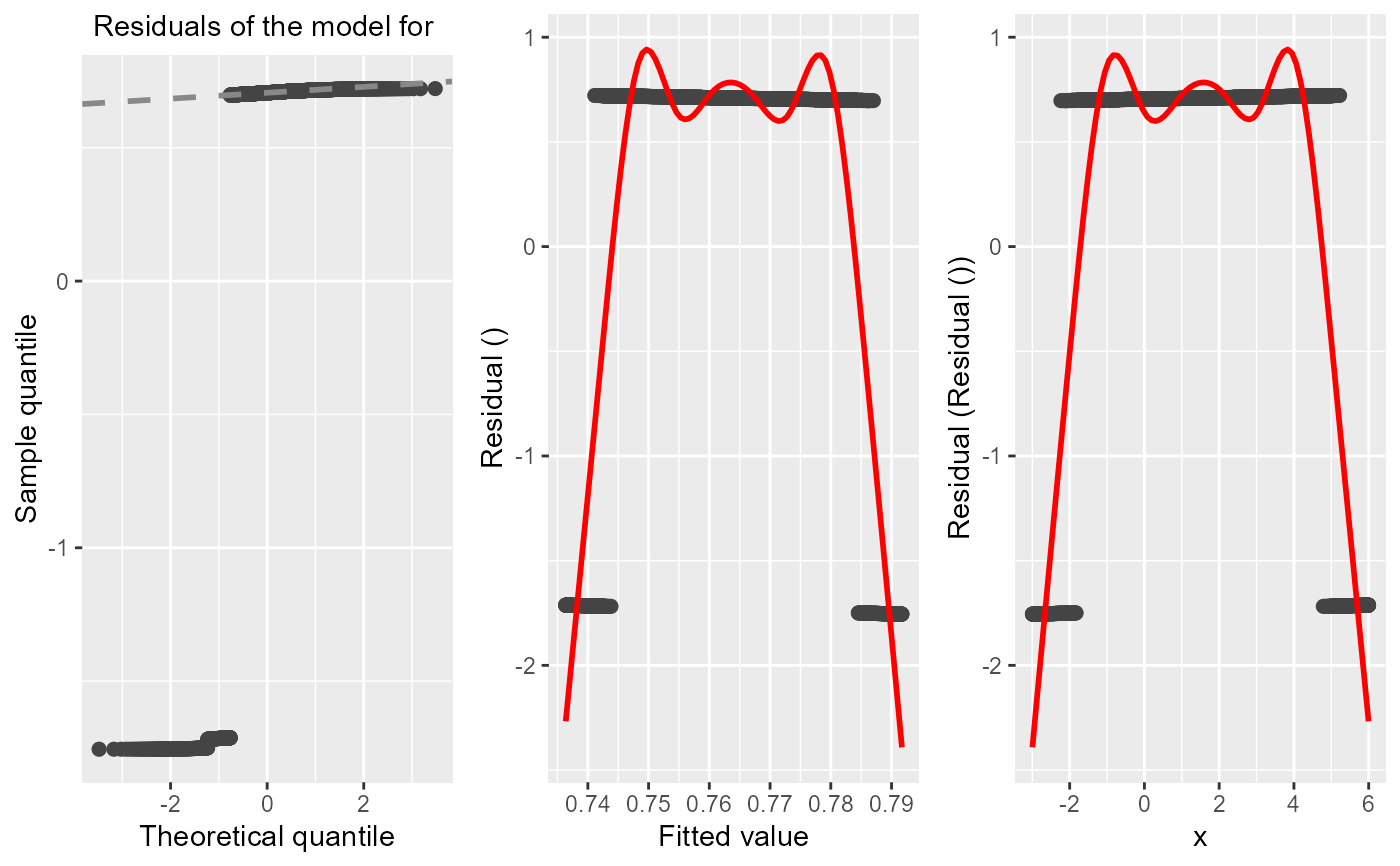 Residuals of the model for
0
-1
Sample quantile
-2 0 2
Theoretical quantile
1
0
-1
-2
Residual ()
0.74 0.75 0.76 0.77 0.78 0.79
Fitted value
1
0
-1
-2
Residual (Residual ())
-2 0 2 4 6
x